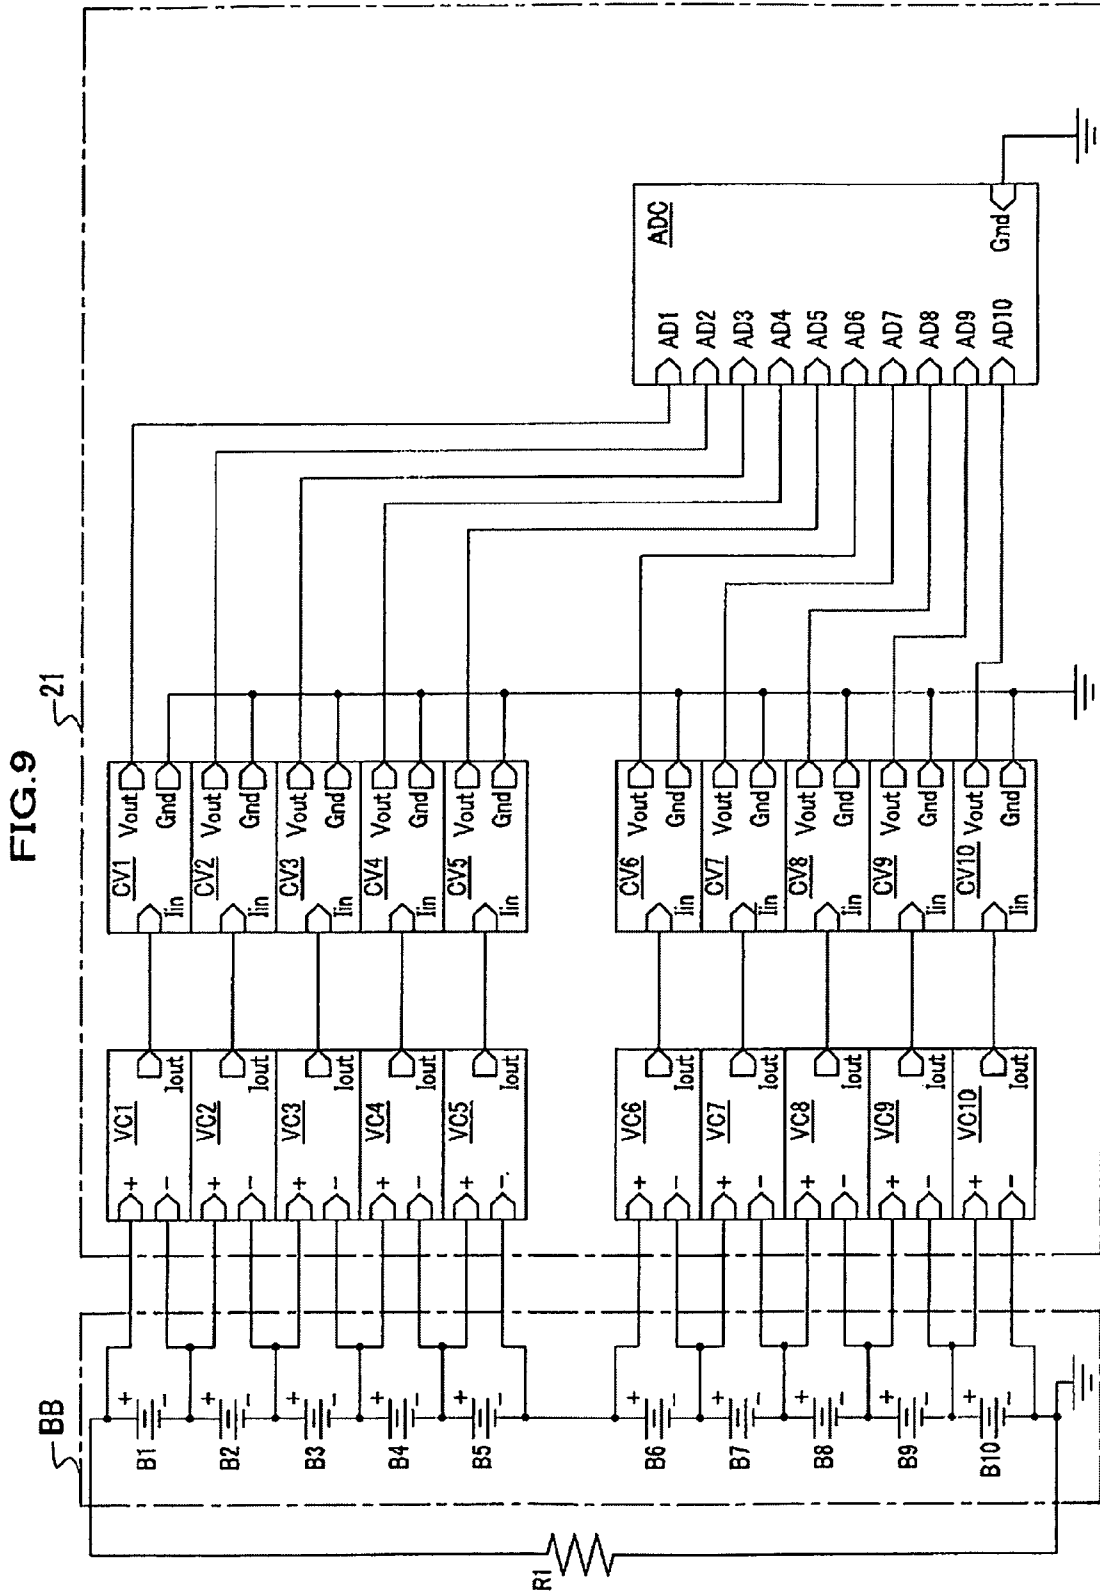 FIG.9
21
BB
R1
B1
+
-
B2
+
-
B3
+
-
B4
+
-
B5
+
-
B6
+
-
B7
+
-
B8
+
-
B9
+
-
B10
+
-
VC1
+
-
Iout
VC2
+
-
Iout
VC3
+
-
Iout
VC4
+
-
Iout
VC5
+
-
Iout
VC6
+
-
Iout
VC7
+
-
Iout
VC8
+
-
Iout
VC9
+
-
Iout
VC10
+
-
Iout
CV1
Iin
Vout
Gnd
CV2
Iin
Vout
Gnd
CV3
Iin
Vout
Gnd
CV4
Iin
Vout
Gnd
CV5
Iin
Vout
Gnd
CV6
Iin
Vout
Gnd
CV7
Iin
Vout
Gnd
CV8
Iin
Vout
Gnd
CV9
Iin
Vout
Gnd
CV10
Iin
Vout
Gnd
ADC
AD1
AD2
AD3
AD4
AD5
AD6
AD7
AD8
AD9
AD10
Gnd